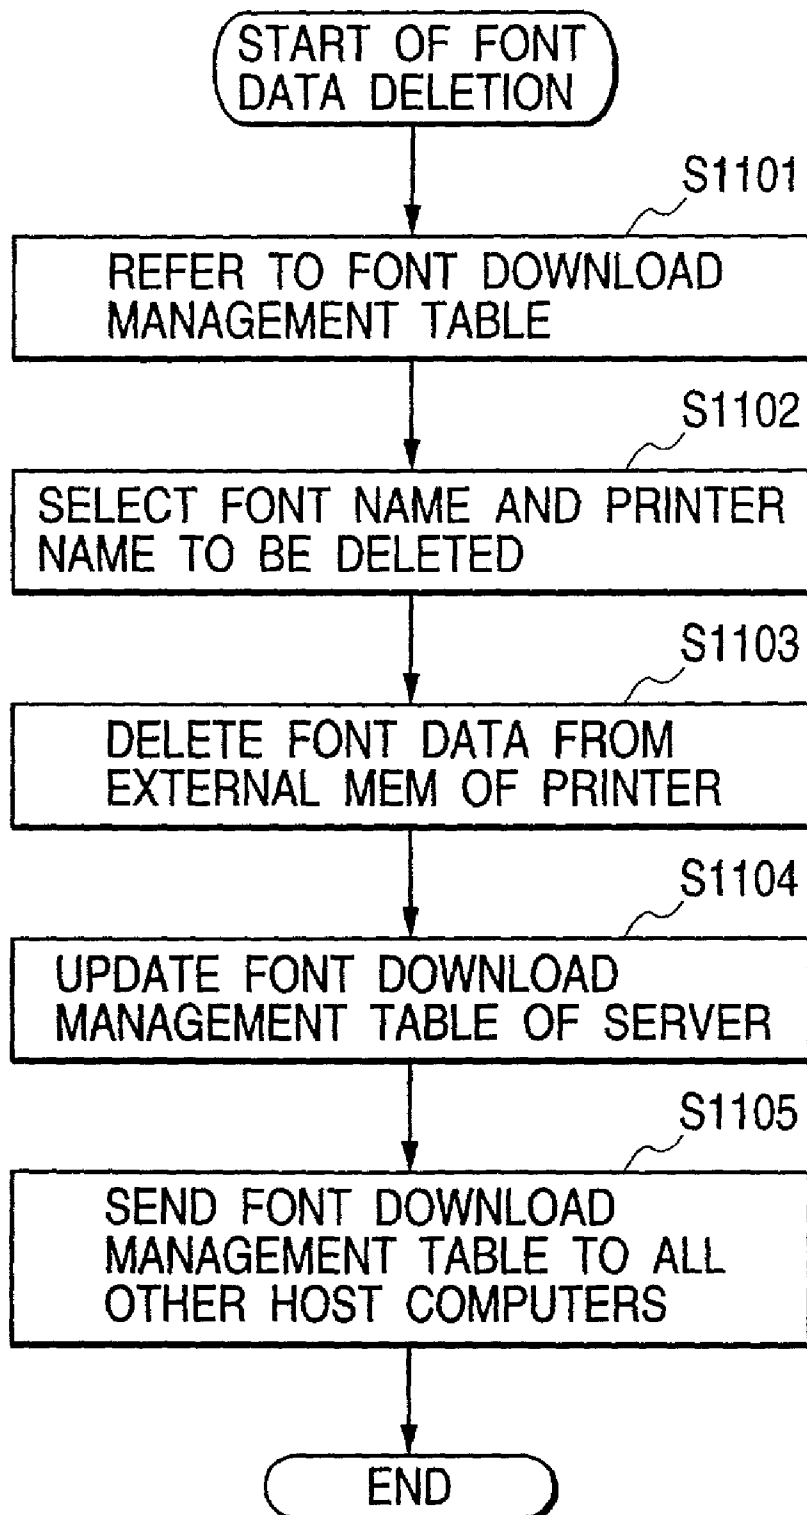 START OF FONT
DATA DELETION
S1101
REFER TO FONT DOWNLOAD
MANAGEMENT TABLE
S1102
SELECT FONT NAME AND PRINTER
NAME TO BE DELETED
S1103
DELETE FONT DATA FROM
EXTERNAL MEM OF PRINTER
S1104
UPDATE FONT DOWNLOAD
MANAGEMENT TABLE OF SERVER
S1105
SEND FONT DOWNLOAD
MANAGEMENT TABLE TO ALL
OTHER HOST COMPUTERS
END